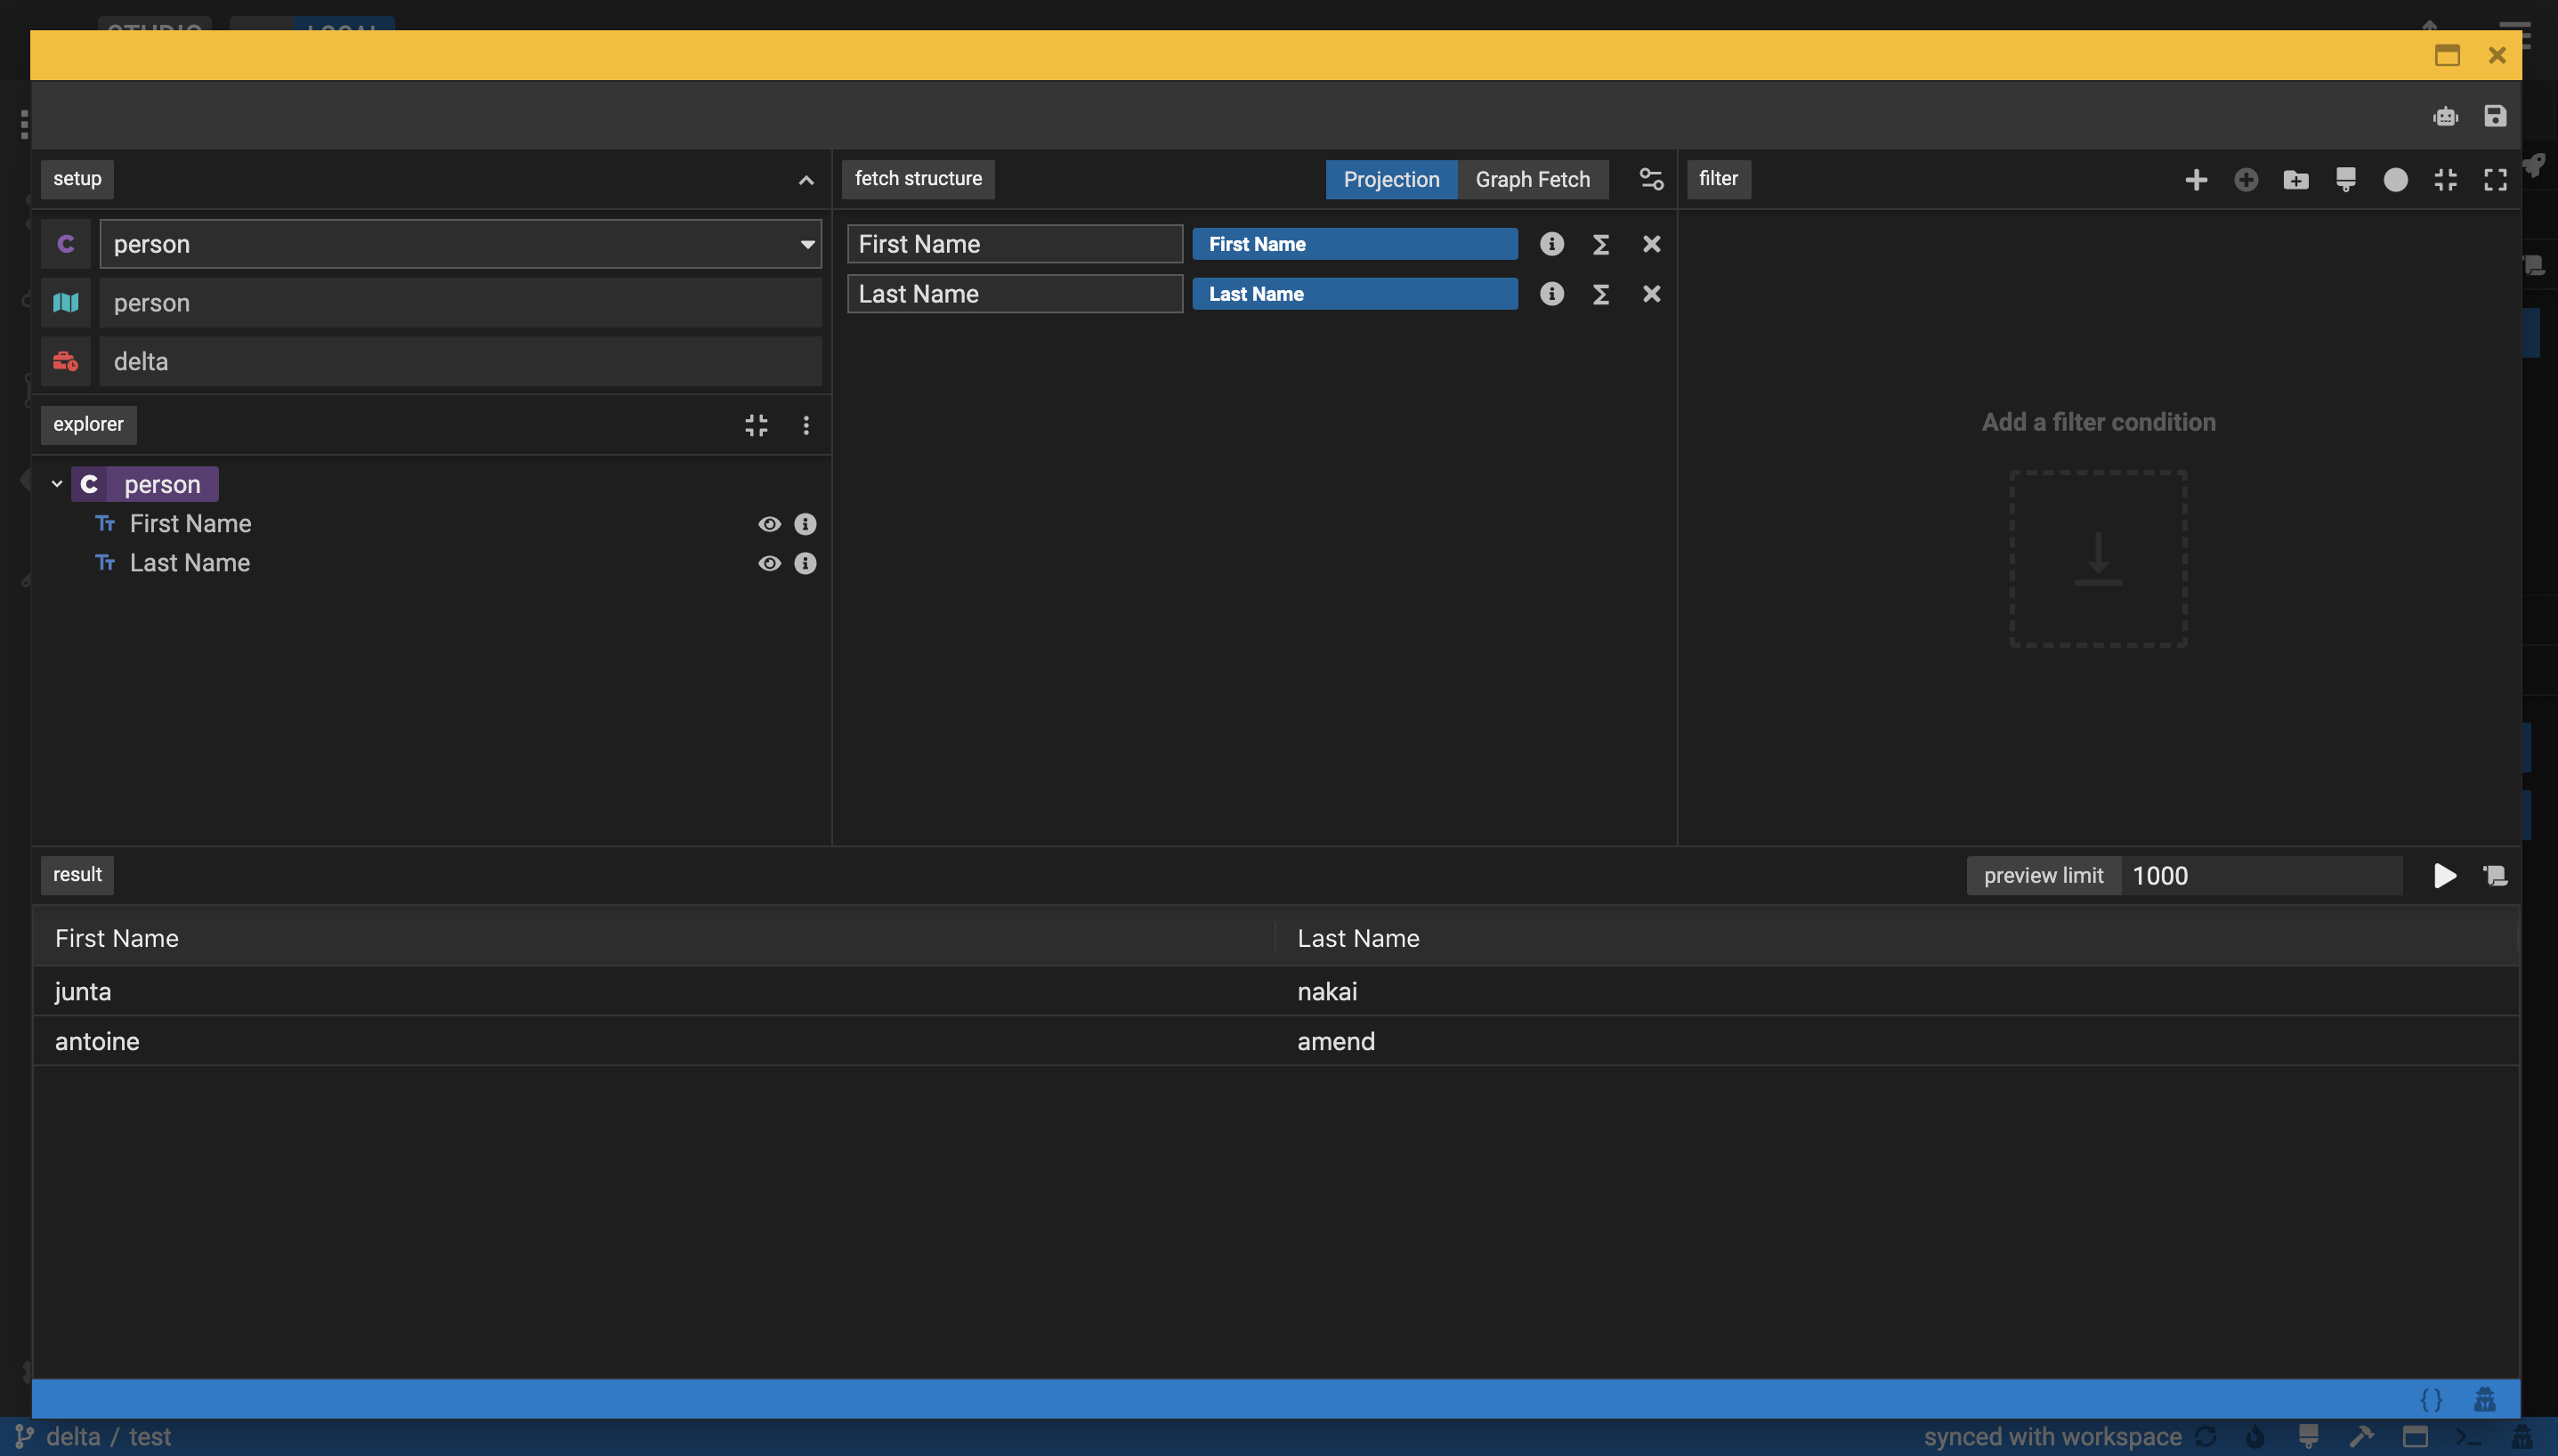 STUDIO LOCAL
setup
person
person
delta
explorer
person
First Name
Last Name
fetch structure
Projection
Graph Fetch
First Name First Name
Last Name Last Name
filter
Add a filter condition
result
preview limit 1000
First Name Last Name
junta nakai
antoine amend
delta / test
synced with workspace